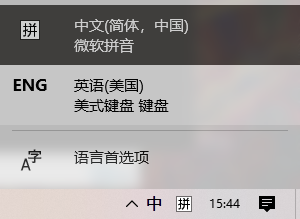 拼 中文(简体，中国)
微软拼音
ENG 英语(美国)
美式键盘 键盘
A字 语言首选项
中 拼 15:44